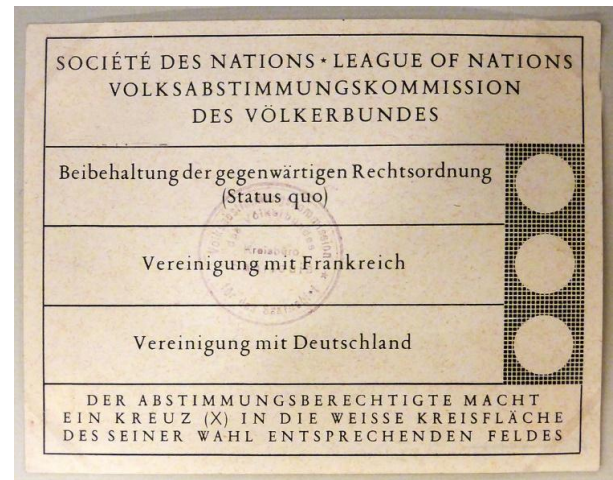 SOCIÉTÉ DES NATIONS ⋆ LEAGUE OF NATIONS
VOLKSABSTIMMUNGSKOMMISSION
DES VÖLKERBUNDES
Beibehaltung der gegenwärtigen Rechtsordnung
(Status quo)
Kreisbüro
Vereinigung mit Frankreich
Vereinigung mit Deutschland
DER ABSTIMMUNGSBERECHTIGTE MACHT
EIN KREUZ (X) IN DIE WEISSE KREISFLÄCHE
DES SEINER WAHL ENTSPRECHENDEN FELDES